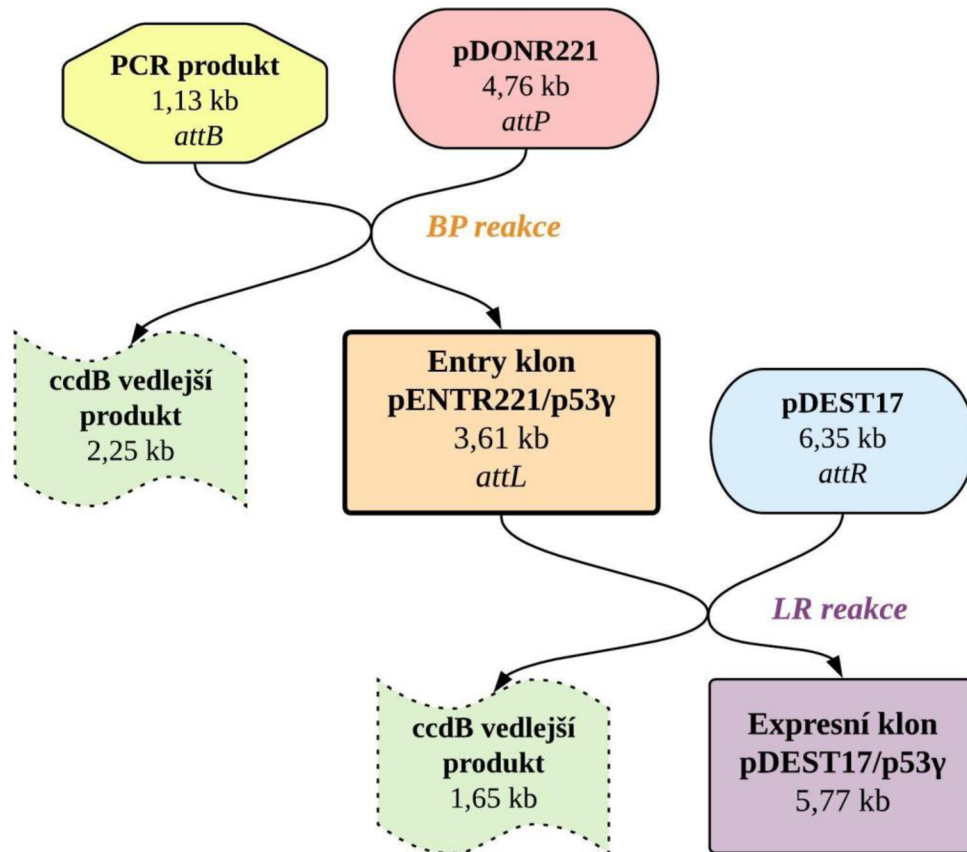 PCR produkt
1,13 kb
attB
pDONR221
4,76 kb
attP
BP reakce
ccdB vedlejší
produkt
2,25 kb
Entry klon
pENTR221/p53γ
3,61 kb
attL
pDEST17
6,35 kb
attR
LR reakce
ccdB vedlejší
produkt
1,65 kb
Expresní klon
pDEST17/p53γ
5,77 kb